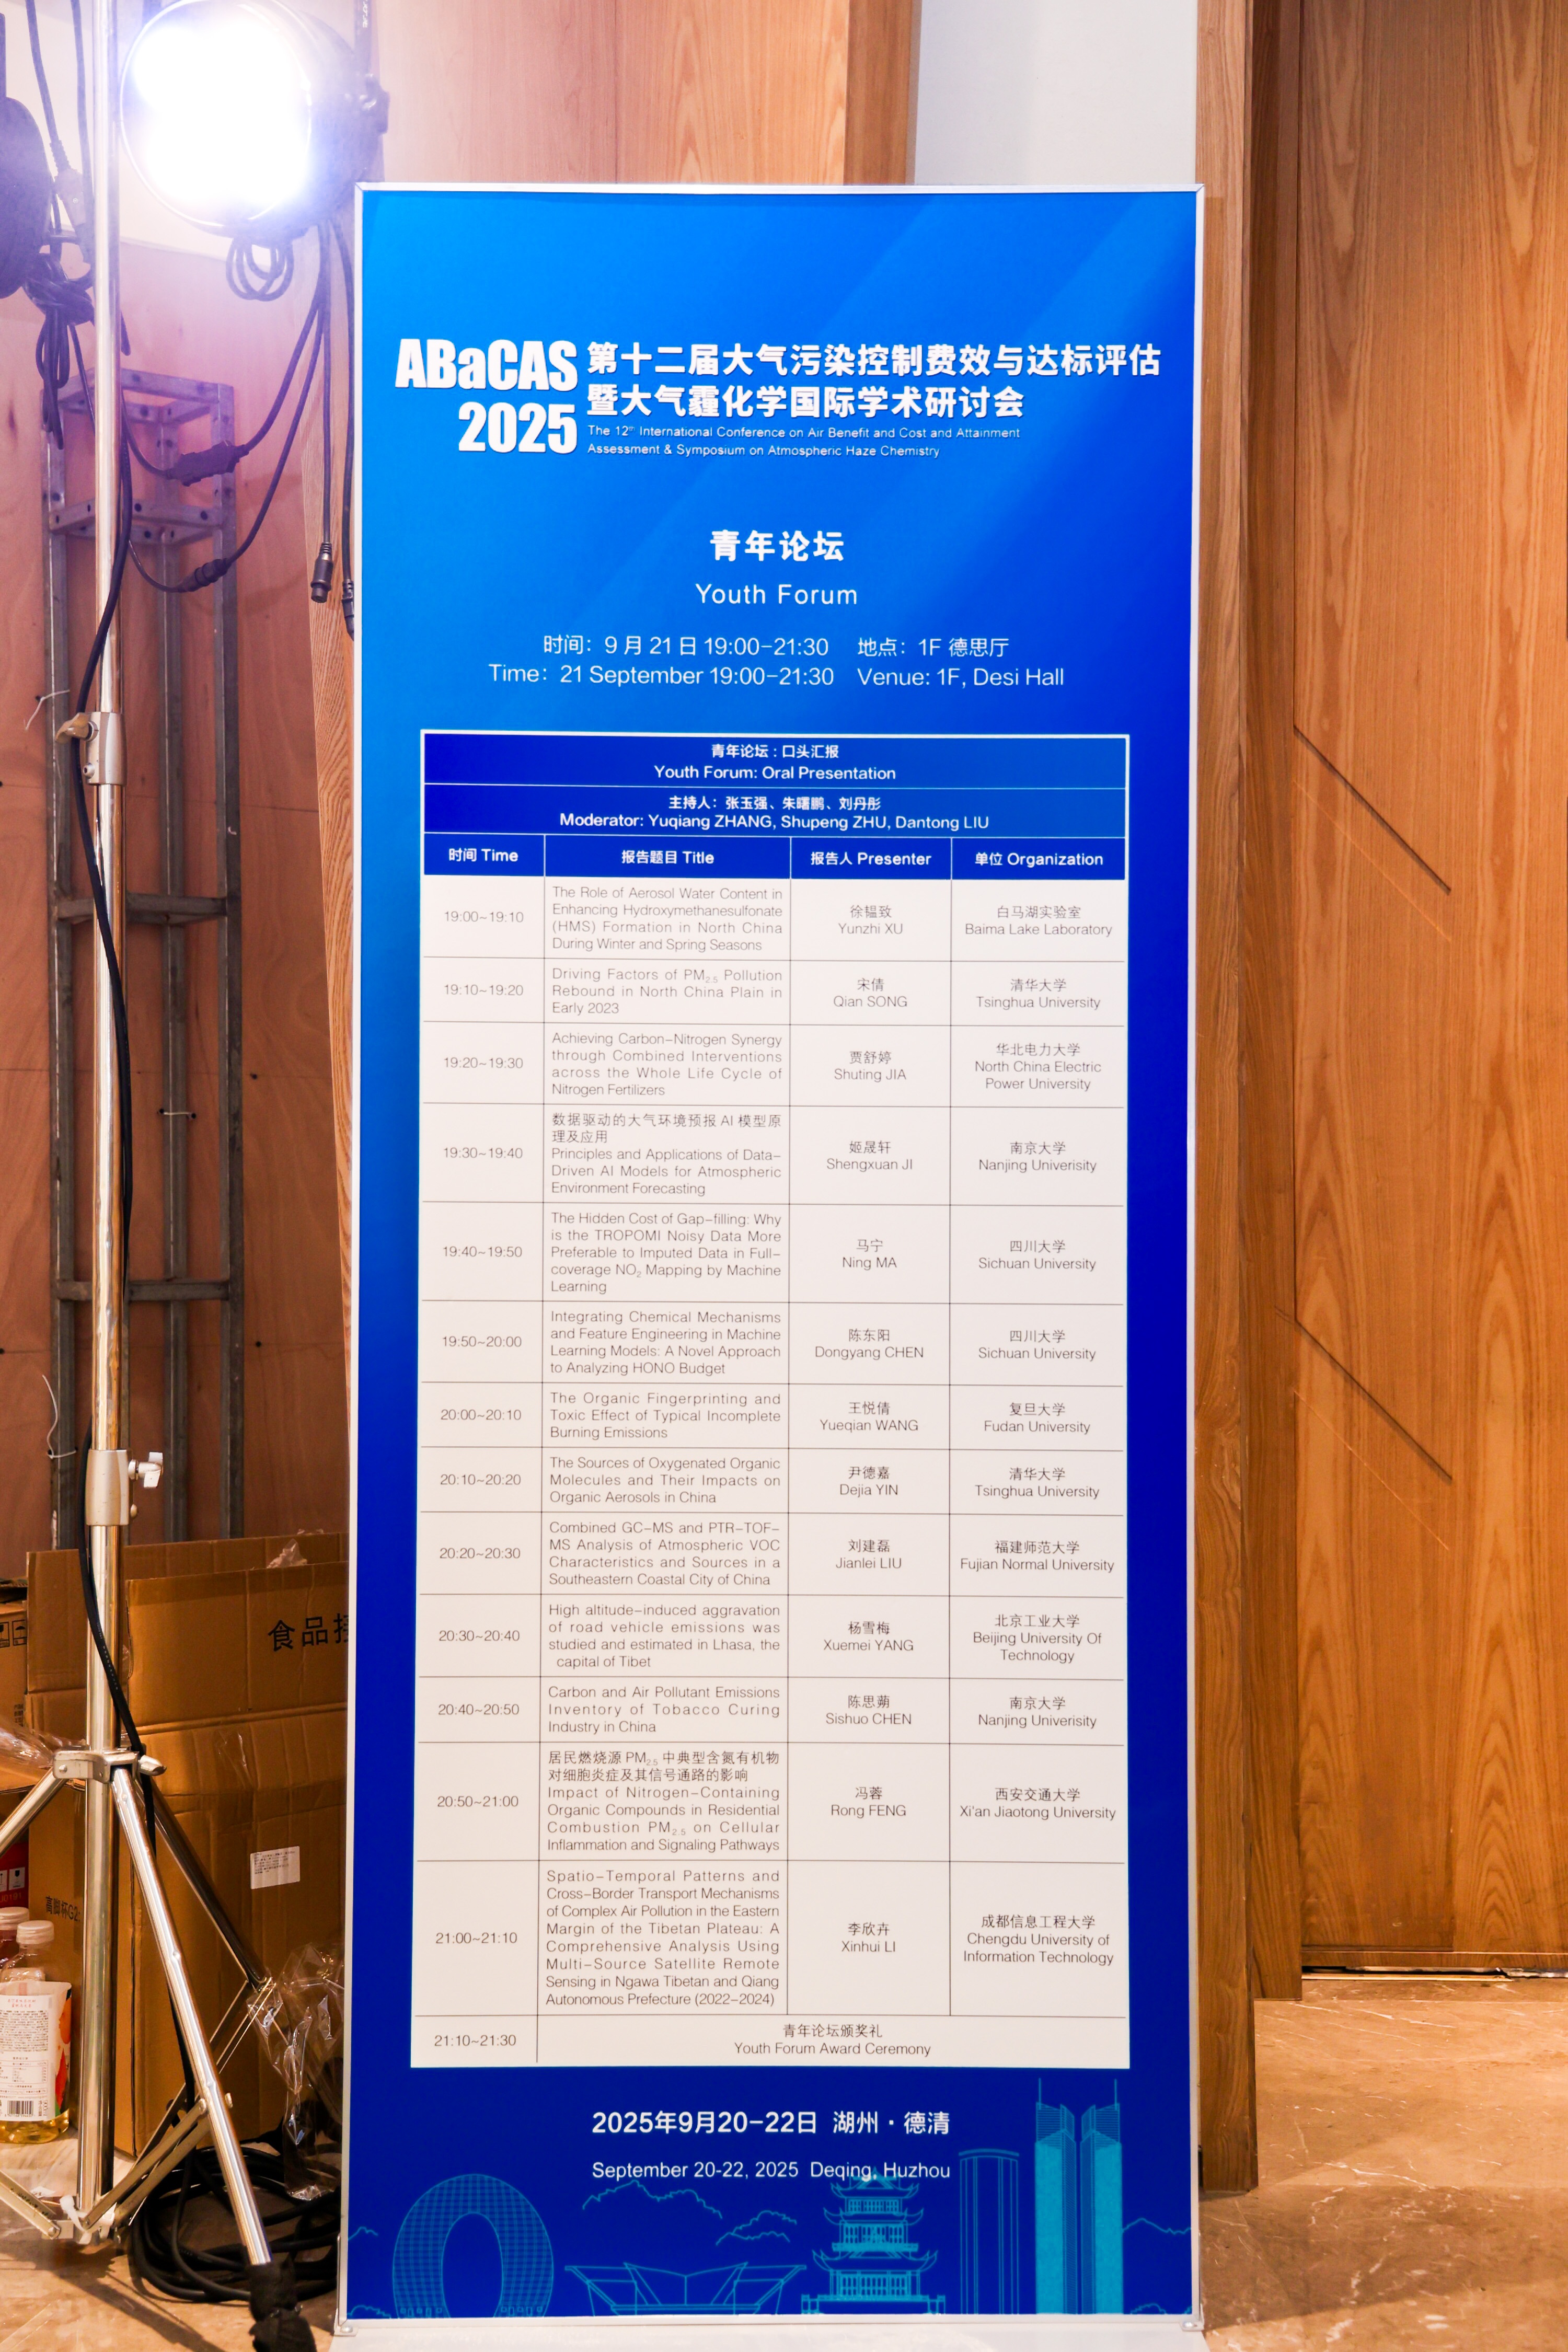 ABaCAS
2025
第十二届大气污染控制费效与达标评估
暨大气霾化学国际学术研讨会
The 12th International Conference on Air Benefit and Cost and Attainment
Assessment & Symposium on Atmospheric Haze Chemistry
青年论坛
Youth Forum
时间：9月21日 19:00-21:30 地点：1F 德思厅
Time: 21 September 19:00-21:30 Venue: 1F, Desi Hall
青年论坛：口头汇报
Youth Forum: Oral Presentation
主持人：张玉强、朱曙鹏、刘丹彤
Moderator: Yuqiang ZHANG, Shupeng ZHU, Dantong LIU
时间 Time 报告题目 Title 报告人 Presenter 单位 Organization
19:00~19:10
The Role of Aerosol Water Content in
Enhancing Hydroxymethanesulfonate
(HMS) Formation in North China
During Winter and Spring Seasons
徐韫致
Yunzhi XU
白马湖实验室
Baima Lake Laboratory
19:10~19:20
Driving Factors of PM2.5 Pollution
Rebound in North China Plain in
Early 2023
宋倩
Qian SONG
清华大学
Tsinghua University
19:20~19:30
Achieving Carbon-Nitrogen Synergy
through Combined Interventions
across the Whole Life Cycle of
Nitrogen Fertilizers
贾舒婷
Shuting JIA
华北电力大学
North China Electric
Power University
19:30~19:40
数据驱动的大气环境预报 AI 模型原
理及应用
Principles and Applications of Data-
Driven AI Models for Atmospheric
Environment Forecasting
姬晟轩
Shengxuan JI
南京大学
Nanjing Univerisity
19:40~19:50
The Hidden Cost of Gap-filling: Why
is the TROPOMI Noisy Data More
Preferable to Imputed Data in Full-
coverage NO2 Mapping by Machine
Learning
马宁
Ning MA
四川大学
Sichuan University
19:50~20:00
Integrating Chemical Mechanisms
and Feature Engineering in Machine
Learning Models: A Novel Approach
to Analyzing HONO Budget
陈东阳
Dongyang CHEN
四川大学
Sichuan University
20:00~20:10
The Organic Fingerprinting and
Toxic Effect of Typical Incomplete
Burning Emissions
王悦倩
Yueqian WANG
复旦大学
Fudan University
20:10~20:20
The Sources of Oxygenated Organic
Molecules and Their Impacts on
Organic Aerosols in China
尹德嘉
Dejia YIN
清华大学
Tsinghua University
20:20~20:30
Combined GC-MS and PTR-TOF-
MS Analysis of Atmospheric VOC
Characteristics and Sources in a
Southeastern Coastal City of China
刘建磊
Jianlei LIU
福建师范大学
Fujian Normal University
20:30~20:40
High altitude-induced aggravation
of road vehicle emissions was
studied and estimated in Lhasa, the
capital of Tibet
杨雪梅
Xuemei YANG
北京工业大学
Beijing University Of
Technology
20:40~20:50
Carbon and Air Pollutant Emissions
Inventory of Tobacco Curing
Industry in China
陈思蒴
Sishuo CHEN
南京大学
Nanjing Univerisity
20:50~21:00
居民燃烧源 PM2.5 中典型含氮有机物
对细胞炎症及其信号通路的影响
Impact of Nitrogen-Containing
Organic Compounds in Residential
Combustion PM2.5 on Cellular
Inflammation and Signaling Pathways
冯蓉
Rong FENG
西安交通大学
Xi'an Jiaotong University
21:00~21:10
Spatio-Temporal Patterns and
Cross-Border Transport Mechanisms
of Complex Air Pollution in the Eastern
Margin of the Tibetan Plateau: A
Comprehensive Analysis Using
Multi-Source Satellite Remote
Sensing in Ngawa Tibetan and Qiang
Autonomous Prefecture (2022-2024)
李欣卉
Xinhui LI
成都信息工程大学
Chengdu University of
Information Technology
21:10~21:30
青年论坛颁奖礼
Youth Forum Award Ceremony
2025年9月20-22日 湖州·德清
September 20-22, 2025 Deqing, Huzhou
食品接